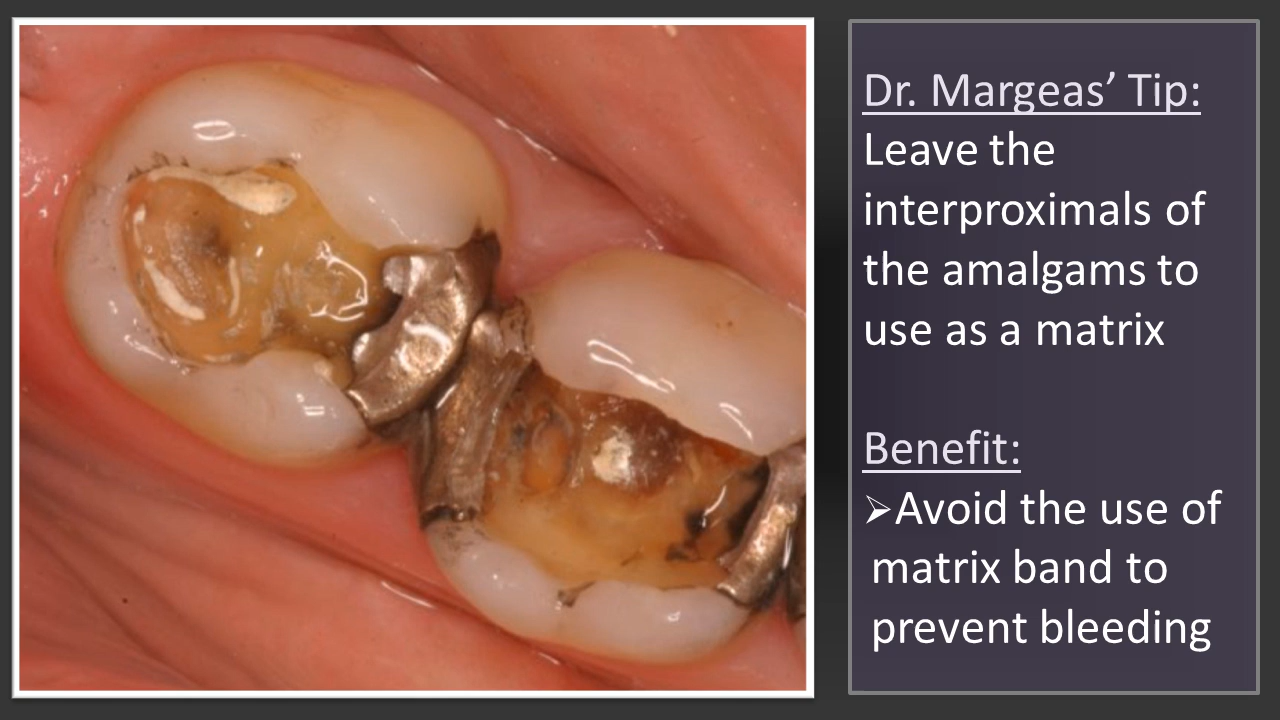 Dr. Margeas’ Tip:
Leave the
interproximals of
the amalgams to
use as a matrix
Benefit:
➢Avoid the use of
matrix band to
prevent bleeding